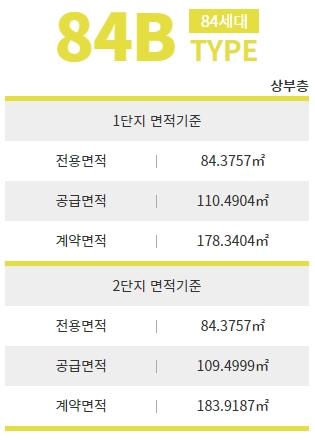 84B 84세대
TYPE
상부층
1단지 면적기준
전용면적 | 84.3757㎡
공급면적 | 110.4904㎡
계약면적 | 178.3404㎡
2단지 면적기준
전용면적 | 84.3757㎡
공급면적 | 109.4999㎡
계약면적 | 183.9187㎡